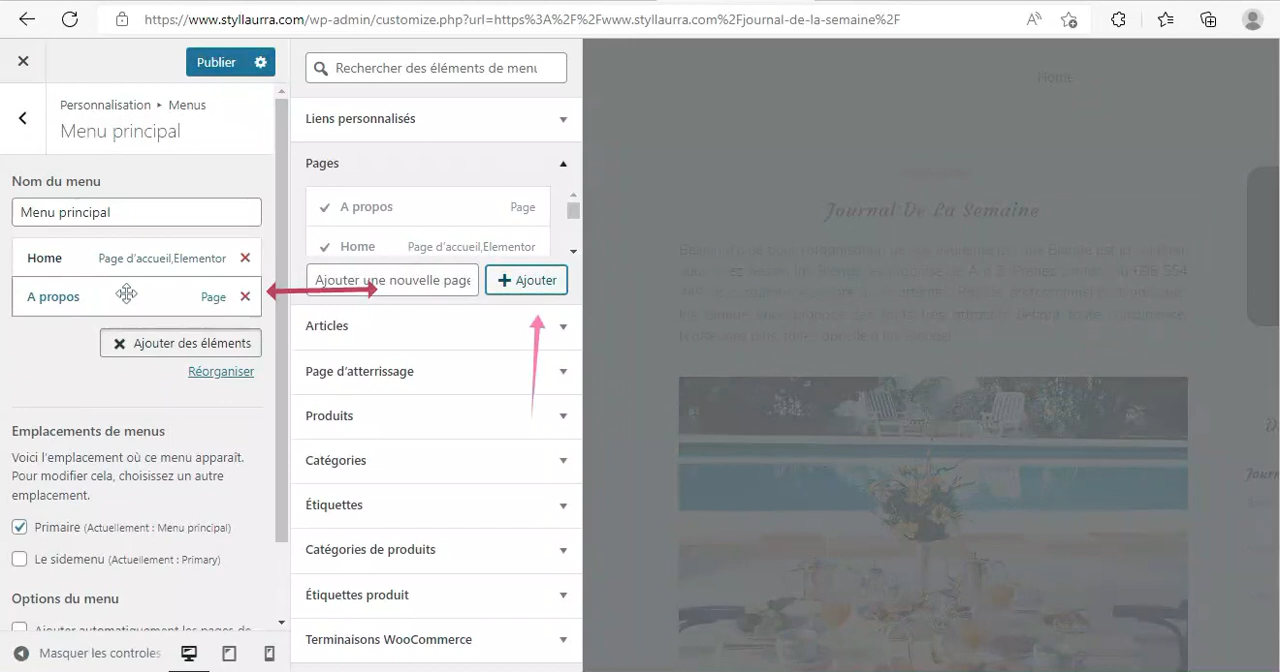 https://www.styllaurra.com/wp-admin/customize.php?url=https%3A%2F%2Fwww.styllaurra.com%2Fjournal-de-la-semaine%2F
Publier
Personnalisation ▸ Menus
Menu principal
Nom du menu
Menu principal
Home Page d'accueil,Elementor
A propos Page
Ajouter des éléments
Réorganiser
Emplacements de menus
Voici l'emplacement où ce menu apparaît.
Pour modifier cela, choisissez un autre
emplacement.
Primaire (Actuellement : Menu principal)
Le sidemenu (Actuellement : Primary)
Options du menu
Ajouter automatiquement les pages de
Masquer les controles
Rechercher des éléments de menu
Liens personnalisés
Pages
A propos Page
Home Page d'accueil,Elementor
Ajouter une nouvelle page
Ajouter
Articles
Page d'atterrissage
Produits
Catégories
Étiquettes
Catégories de produits
Étiquettes produit
Terminaisons WooCommerce
Home
Journal De La Semaine